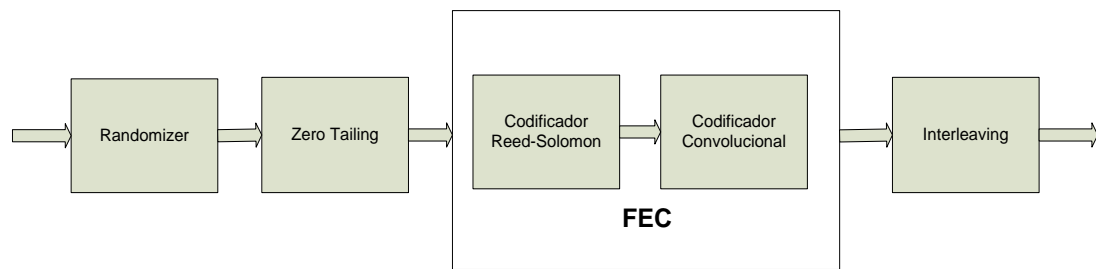 Randomizer
Zero Tailing
Codificador
Reed-Solomon
Codificador
Convolucional
Interleaving
FEC